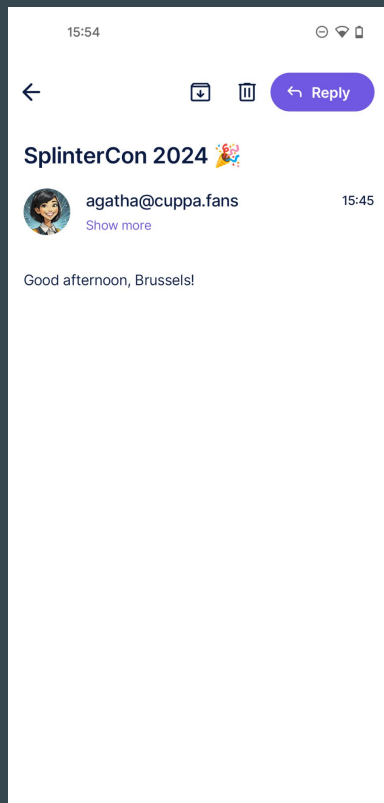 15:54
Reply
SplinterCon 2024 🎉
agatha@cuppa.fans 15:45
Show more
Good afternoon, Brussels!